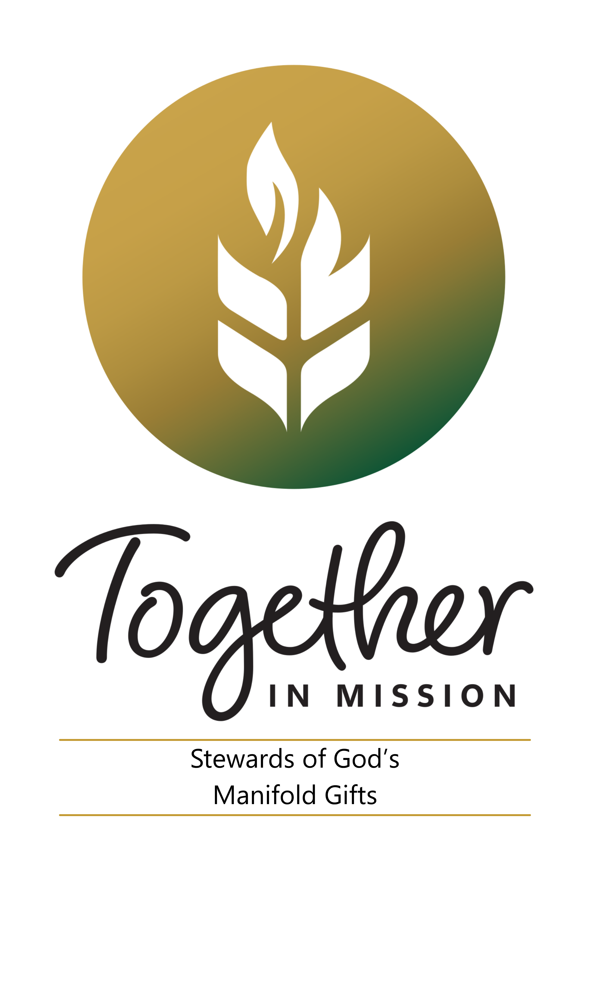 Together
IN MISSION
Stewards of God's
Manifold Gifts